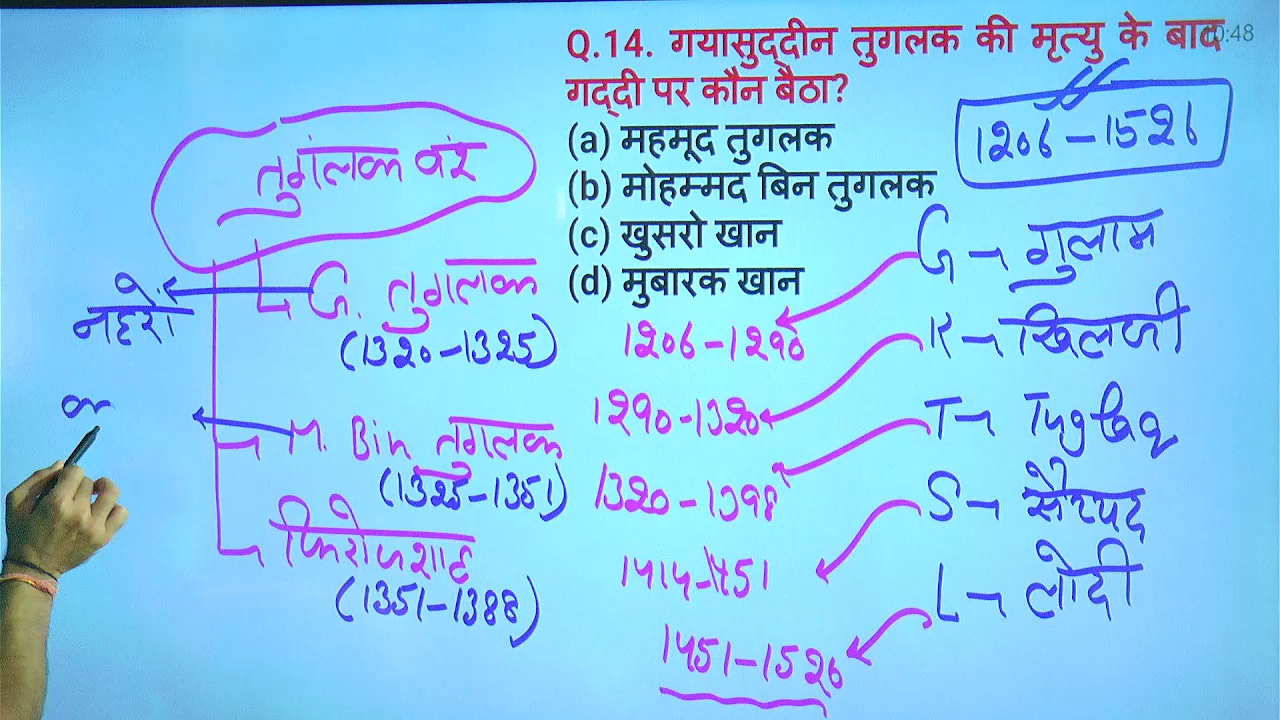 Q.14. गयासुद्दीन तुगलक की मृत्यु के बाद
गद्दी पर कौन बैठा?
(a) महमूद तुगलक
(b) मोहम्मद बिन तुगलक
(c) खुसरो खान
(d) मुबारक खान
:48
1206-1526
तुगलक वंश
G. तुगलक
(1320-1325)
नहरों
M. Bin तुगलक
(1325-1351)
फिरोजशाह
(1351-1388)
G → गुलाम
1206-1290
K → खिलजी
1290-1320
T → Tughlaq
1320-1398
S → सैय्यद
1414-1451
L → लोदी
1451-1526